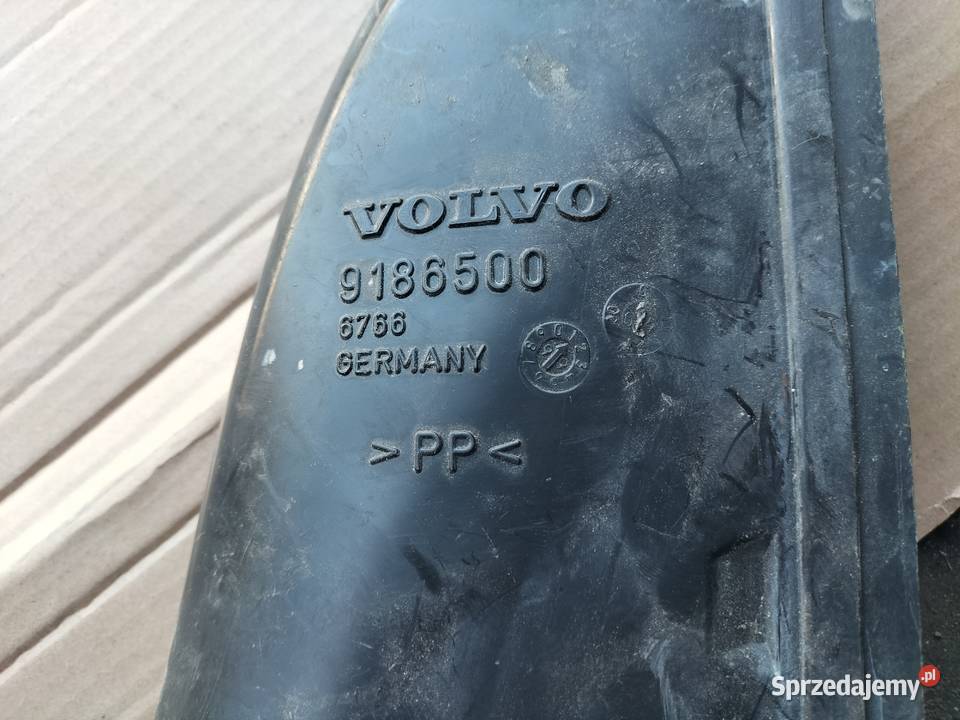 VOLVO
9186500
6766
GERMANY
>PP<
Sprzedajemy.pl